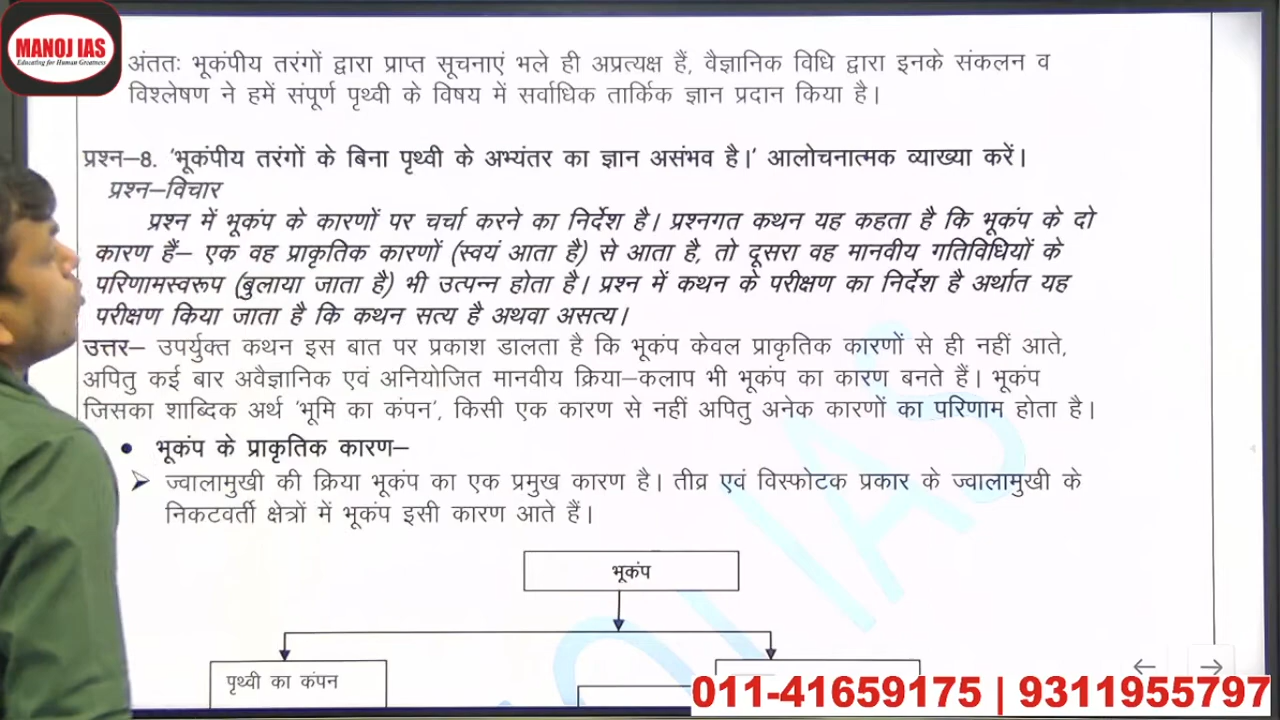 MANOJ IAS
Educating for Human Greatness
अंततः भूकंपीय तरंगों द्वारा प्राप्त सूचनाएं भले ही अप्रत्यक्ष हैं, वैज्ञानिक विधि द्वारा इनके संकलन व
विश्लेषण ने हमें संपूर्ण पृथ्वी के विषय में सर्वाधिक तार्किक ज्ञान प्रदान किया है।
प्रश्न–8. 'भूकंपीय तरंगों के बिना पृथ्वी के अभ्यंतर का ज्ञान असंभव है।' आलोचनात्मक व्याख्या करें।
प्रश्न–विचार
प्रश्न में भूकंप के कारणों पर चर्चा करने का निर्देश है। प्रश्नगत कथन यह कहता है कि भूकंप के दो
कारण हैं– एक वह प्राकृतिक कारणों (स्वयं आता है) से आता है, तो दूसरा वह मानवीय गतिविधियों के
परिणामस्वरूप (बुलाया जाता है) भी उत्पन्न होता है। प्रश्न में कथन के परीक्षण का निर्देश है अर्थात यह
परीक्षण किया जाता है कि कथन सत्य है अथवा असत्य।
उत्तर– उपर्युक्त कथन इस बात पर प्रकाश डालता है कि भूकंप केवल प्राकृतिक कारणों से ही नहीं आते,
अपितु कई बार अवैज्ञानिक एवं अनियोजित मानवीय क्रिया–कलाप भी भूकंप का कारण बनते हैं। भूकंप
जिसका शाब्दिक अर्थ 'भूमि का कंपन', किसी एक कारण से नहीं अपितु अनेक कारणों का परिणाम होता है।
• भूकंप के प्राकृतिक कारण–
➢ ज्वालामुखी की क्रिया भूकंप का एक प्रमुख कारण है। तीव्र एवं विस्फोटक प्रकार के ज्वालामुखी के
निकटवर्ती क्षेत्रों में भूकंप इसी कारण आते हैं।
भूकंप
पृथ्वी का कंपन
011-41659175 | 9311955797